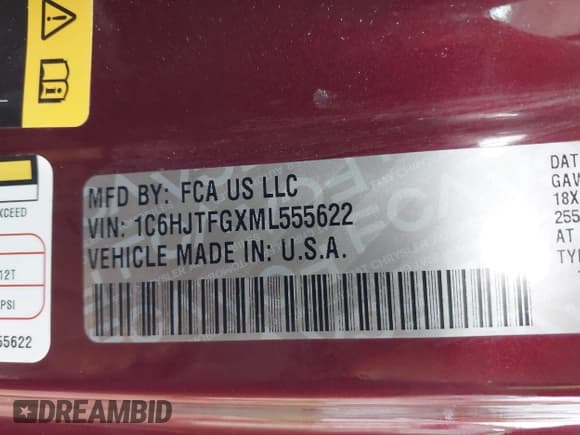 MFD BY: FCA US LLC
VIN: 1C6HJTFGXML555622
VEHICLE MADE IN: U.S.A.
XCEED
12T
PSI
55622
DAT
GAW
18X
255
AT
TYP
DREAMBID